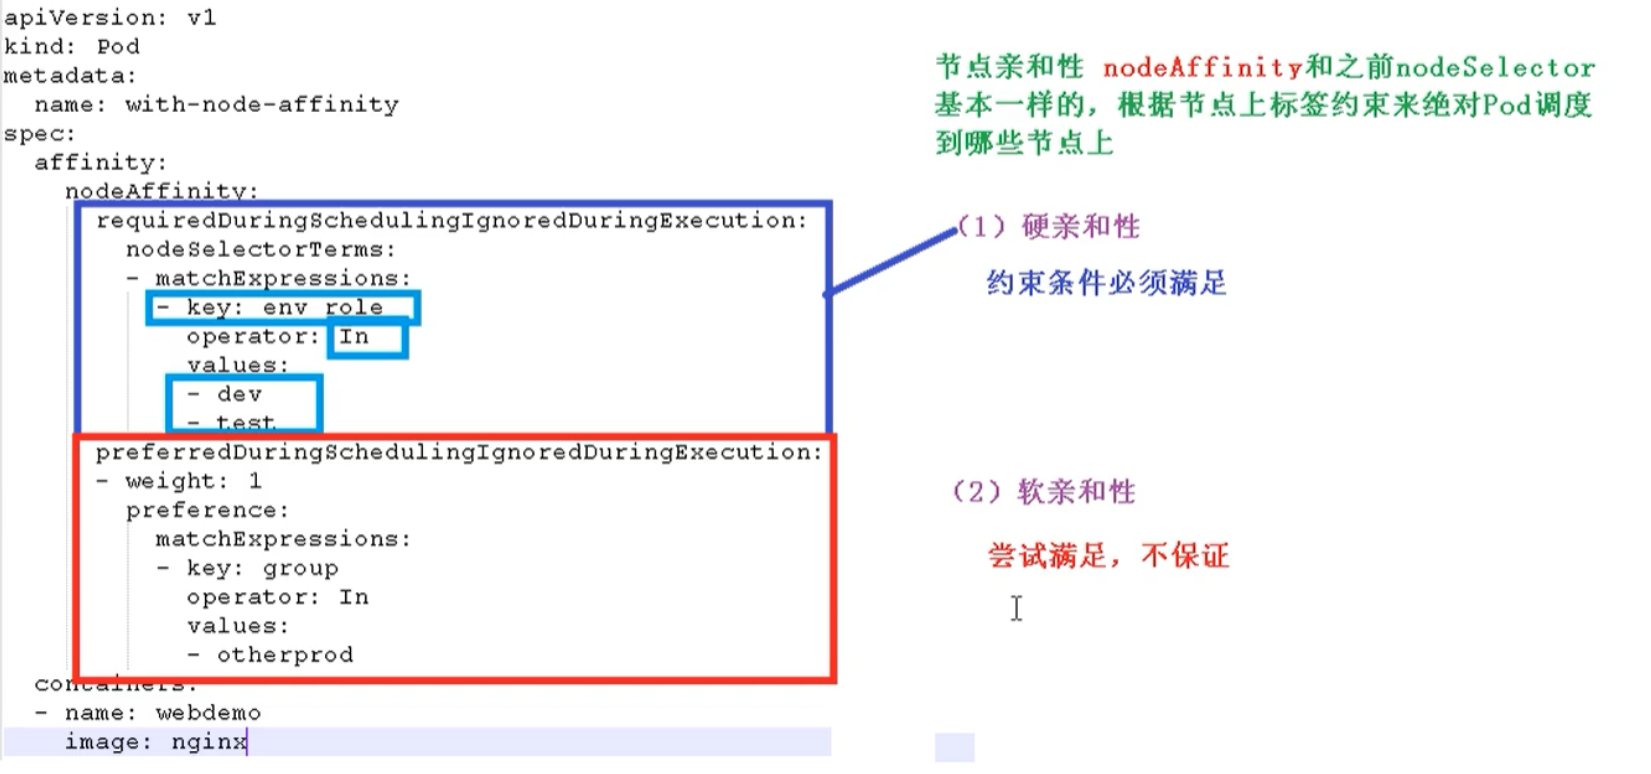 apiVersion: v1
kind: Pod
metadata:
  name: with-node-affinity
spec:
  affinity:
    nodeAffinity:
      requiredDuringSchedulingIgnoredDuringExecution:
        nodeSelectorTerms:
        - matchExpressions:
          - key: env_role
            operator: In
            values:
            - dev
            - test
      preferredDuringSchedulingIgnoredDuringExecution:
      - weight: 1
        preference:
          matchExpressions:
          - key: group
            operator: In
            values:
            - otherprod
  containers:
  - name: webdemo
    image: nginx
节点亲和性 nodeAffinity和之前nodeSelector
基本一样的，根据节点上标签约束来绝对Pod调度
到哪些节点上
（1）硬亲和性
约束条件必须满足
（2）软亲和性
尝试满足，不保证